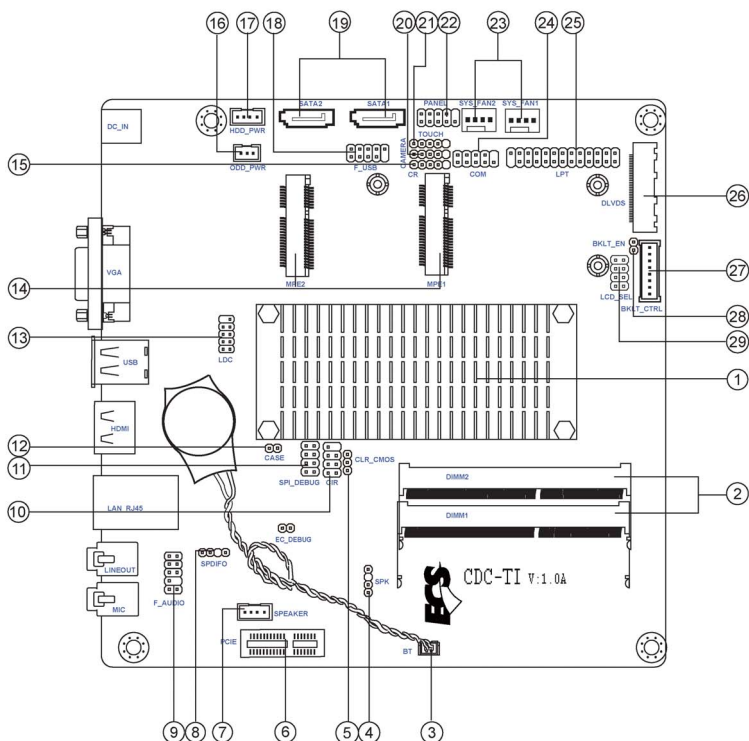 16 17 18 19 20 21 22 23 24 25
SATA2 SATA1 PANEL SYS_FAN2 SYS_FAN1
DC_IN
HDD_PWR
TOUCH
CAMERA
15
ODD_PWR F_USB CR COM LPT
26
DLVDS
BKLT_EN
VGA
27
14
MPE2 MPE1
LCD_SEL
BKLT_CTRL
28
13
29
LDC
USB
1
HDMI
12
CASE CLR_CMOS
11
SPI_DEBUG CIR
DIMM2
2
10
LAN_RJ45
DIMM1
EC_DEBUG
SPDIFO
LINEOUT
ECS CDC-TI V:1.0A
SPK
F_AUDIO
MIC
SPEAKER
PCIE
BT
9 8 7 6 5 4 3